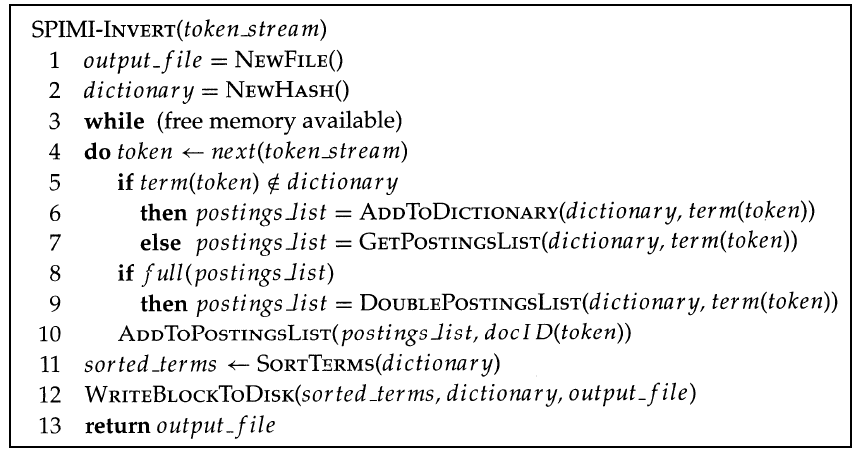 SPIMI-INVERT(token_stream)
1 output_file = NEWFILE()
2 dictionary = NEWHASH()
3 while (free memory available)
4 do token ← next(token_stream)
5 if term(token) ∉ dictionary
6 then postings_list = ADDTODICTIONARY(dictionary, term(token))
7 else postings_list = GETPOSTINGSLIST(dictionary, term(token))
8 if full(postings_list)
9 then postings_list = DOUBLEPOSTINGSLIST(dictionary, term(token))
10 ADDTOPOSTINGSLIST(postings_list, docID(token))
11 sorted_terms ← SORTTERMS(dictionary)
12 WRITEBLOCKTODISK(sorted_terms, dictionary, output_file)
13 return output_file